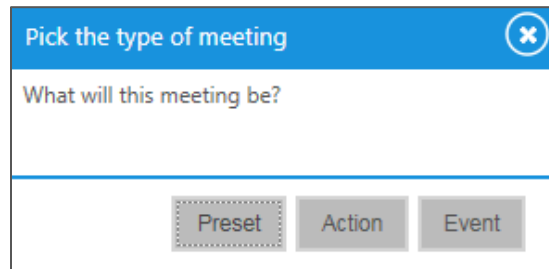 Pick the type of meeting
What will this meeting be?
Preset Action Event